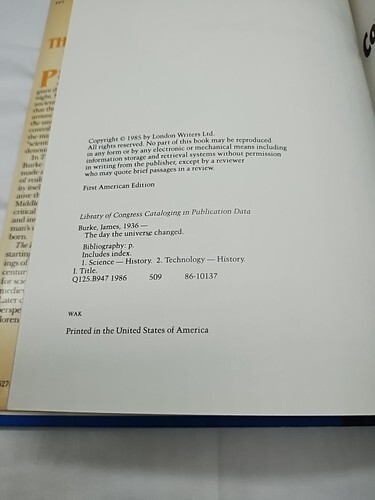 Copyright © 1985 by London Writers Ltd.
All rights reserved. No part of this book may be reproduced
in any form or by any electronic or mechanical means including
information storage and retrieval systems without permission
in writing from the publisher, except by a reviewer
who may quote brief passages in a review.
First American Edition
Library of Congress Cataloging in Publication Data
Burke, James, 1936 —
The day the universe changed.
Bibliography: p.
Includes index.
1. Science — History. 2. Technology — History.
I. Title.
Q125.B947 1986 509 86-10137
WAK
Printed in the United States of America